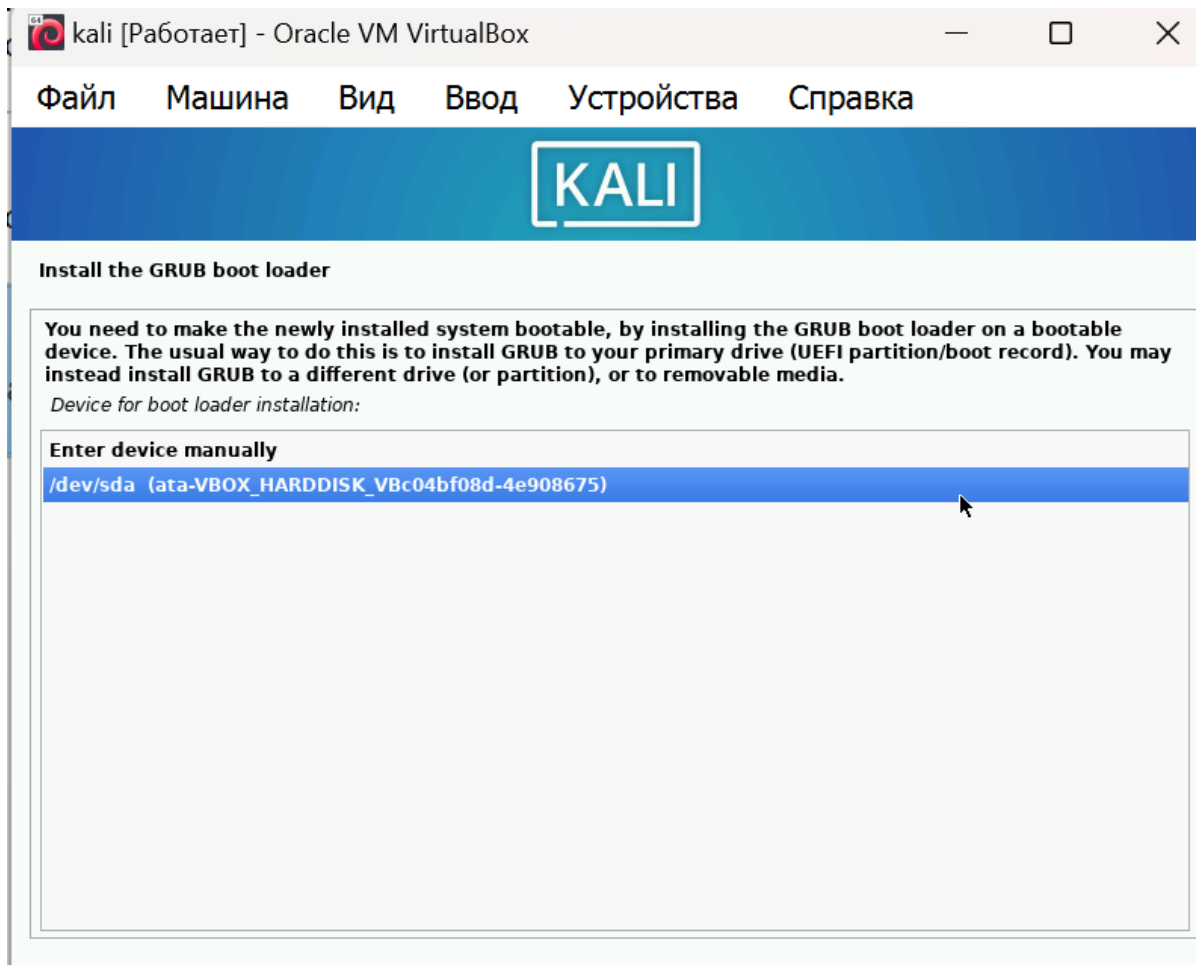 64
kali [Работает] - Oracle VM VirtualBox
Файл Машина Вид Ввод Устройства Справка
KALI
Install the GRUB boot loader
You need to make the newly installed system bootable, by installing the GRUB boot loader on a bootable
device. The usual way to do this is to install GRUB to your primary drive (UEFI partition/boot record). You may
instead install GRUB to a different drive (or partition), or to removable media.
Device for boot loader installation:
Enter device manually
/dev/sda (ata-VBOX_HARDDISK_VBc04bf08d-4e908675)